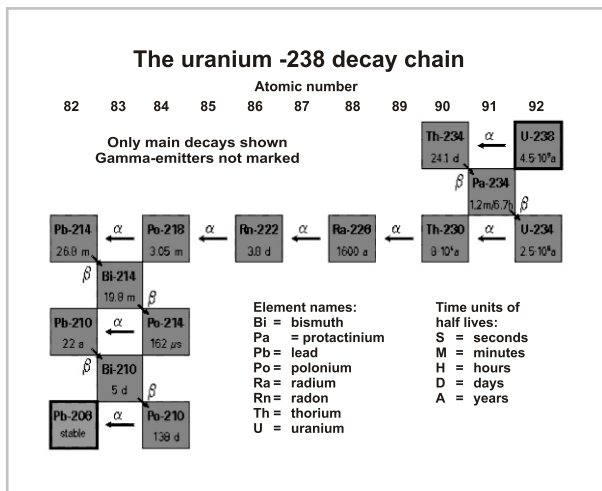 The uranium -238 decay chain
Atomic number
82 83 84 85 86 87 88 89 90 91 92
Only main decays shown
Gamma-emitters not marked
Th-234 α U-238
24.1 d 4.5·10⁹a
β Pa-234
1.2m/6.7h β
Pb-214 α Po-218 α Rn-222 α Ra-226 α Th-230 α U-234
26.8 m 3.05 m 3.8 d 1600 a 8·10⁴a 2.5·10⁵a
β Bi-214
19.8 m β
Pb-210 α Po-214
22 a 162 µs
β Bi-210
5 d β
Pb-206 α Po-210
stable 138 d
Element names:
Bi = bismuth
Pa = protactinium
Pb = lead
Po = polonium
Ra = radium
Rn = radon
Th = thorium
U = uranium
Time units of
half lives:
S = seconds
M = minutes
H = hours
D = days
A = years